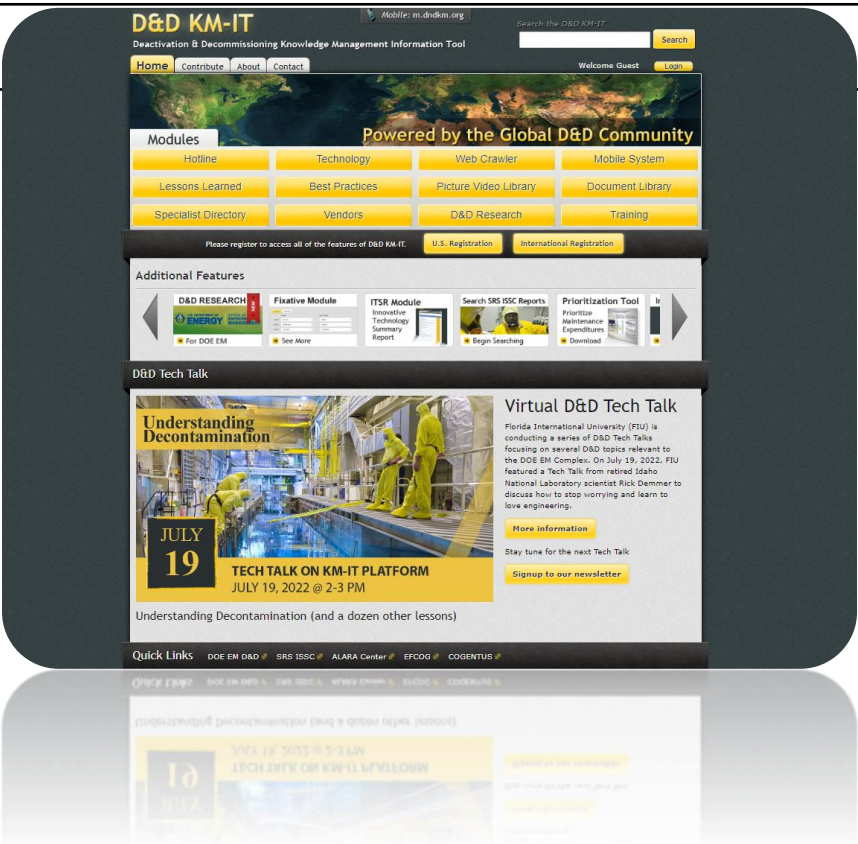 D&D KM-IT
Mobile: m.dndkm.org
Search the D&D KM-IT
Deactivation & Decommissioning Knowledge Management Information Tool
Search
Home Contribute About Contact
Welcome Guest Login
Modules
Powered by the Global D&D Community
Hotline Technology Web Crawler Mobile System
Lessons Learned Best Practices Picture Video Library Document Library
Specialist Directory Vendors D&D Research Training
Please register to access all of the features of D&D KM-IT. U.S. Registration International Registration
Additional Features
D&D RESEARCH
NEW
ENERGY
For DOE EM
Fixative Module
See More
ITSR Module
Innovative
Technology
Summary
Report
Search SRS ISSC Reports
Begin Searching
Prioritization Tool
Prioritize
Maintenance
Expenditures
Download
D&D Tech Talk
Understanding
Decontamination
JULY
19
TECH TALK ON KM-IT PLATFORM
JULY 19, 2022 @ 2-3 PM
Understanding Decontamination (and a dozen other lessons)
Virtual D&D Tech Talk
Florida International University (FIU) is
conducting a series of D&D Tech Talks
focusing on several D&D topics relevant to
the DOE EM Complex. On July 19, 2022, FIU
featured a Tech Talk from retired Idaho
National Laboratory scientist Rick Demmer to
discuss how to stop worrying and learn to
love engineering.
More information
Stay tune for the next Tech Talk
Signup to our newsletter
Quick Links DOE EM D&D SRS ISSC ALARA Center EFCOG COGENTUS